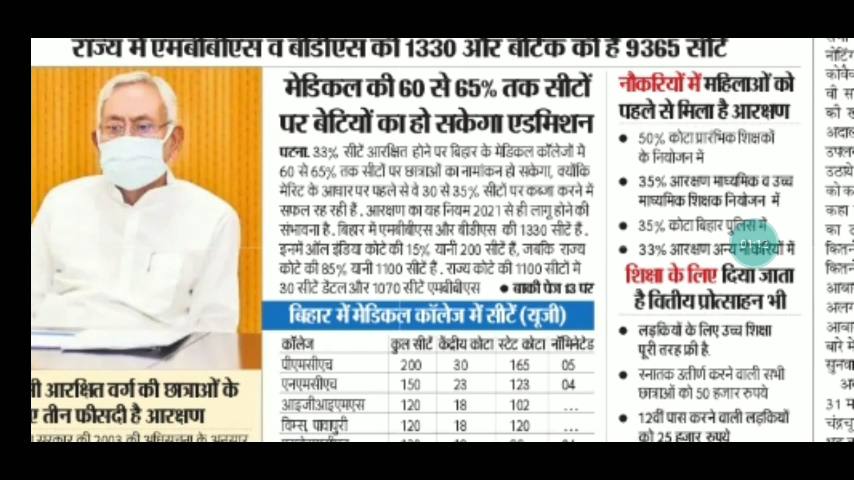 राज्य में एमबीबीएस व बीडीएस की 1330 और बीटेक की हैं 9365 सीटें
मेडिकल की 60 से 65% तक सीटों
पर बेटियों का हो सकेगा एडमिशन
पटना. 33% सीटें आरक्षित होने पर बिहार के मेडिकल कॉलेजों में
60 से 65% तक सीटों पर छात्राओं का नामांकन हो सकेगा, क्योंकि
मेरिट के आधार पर पहले से वे 30 से 35% सीटों पर कब्जा करने में
सफल रह रही हैं . आरक्षण का यह नियम 2021 से ही लागू होने की
संभावना है . बिहार में एमबीबीएस और बीडीएस की 1330 सीटें हैं .
इनमें ऑल इंडिया कोटे की 15% यानी 200 सीटें हैं, जबकि राज्य
कोटे की 85% यानी 1100 सीटें हैं . राज्य कोटे की 1100 सीटों में
30 सीटें डेंटल और 1070 सीटें एमबीबीएस ● बाकी पेज 13 पर
बिहार में मेडिकल कॉलेज में सीटें (यूजी)
कॉलेज कुल सीटें केंद्रीय कोटा स्टेट कोटा नॉमिनेटेड
पीएमसीएच 200 30 165 05
एनएमसीएच 150 23 123 04
आइजीआइएमएस 120 18 102 ...
विम्स, पावापुरी 120 18 120 ...
नौकरियों में महिलाओं को
पहले से मिला है आरक्षण
● 50% कोटा प्रारंभिक शिक्षकों
के नियोजन में
● 35% आरक्षण माध्यमिक व उच्च
माध्यमिक शिक्षक नियोजन में
● 35% कोटा बिहार पुलिस में
● 33% आरक्षण अन्य नौकरियों में
शिक्षा के लिए दिया जाता
है वित्तीय प्रोत्साहन भी
● लड़कियों के लिए उच्च शिक्षा
पूरी तरह फ्री है.
● स्नातक उतीर्ण करने वाली सभी
छात्राओं को 50 हजार रुपये
● 12वीं पास करने वाली लड़कियों
को 25 हजार रुपये
आरक्षित वर्ग की छात्राओं के
तीन फीसदी है आरक्षण
सरकार की 2003 की अधिसूचना के अनुसार